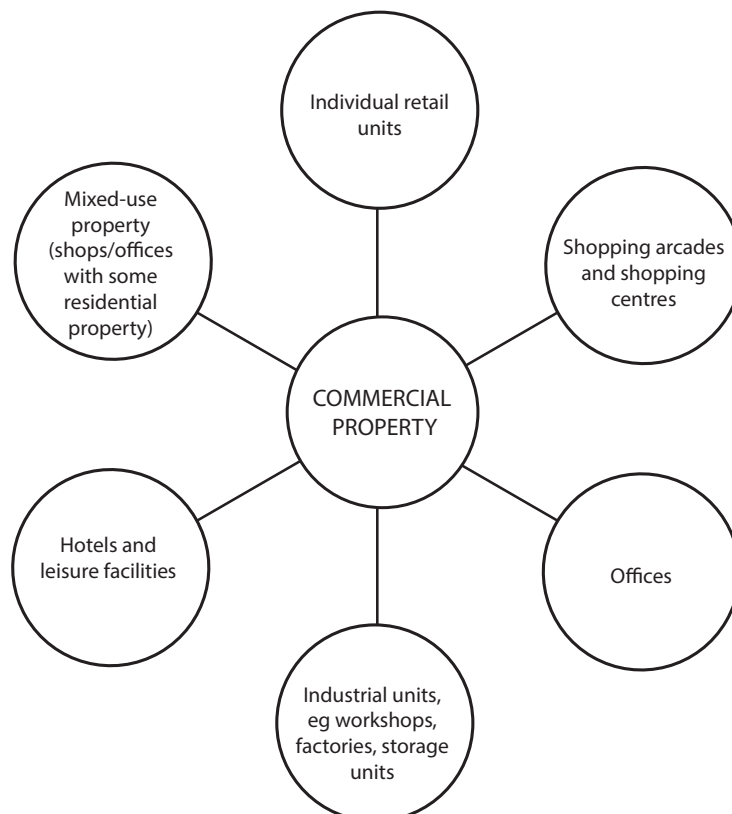 Individual retail
units
Mixed-use
property
(shops/offices
with some
residential
property)
Shopping arcades
and shopping
centres
COMMERCIAL
PROPERTY
Hotels and
leisure facilities
Offices
Industrial units,
eg workshops,
factories, storage
units